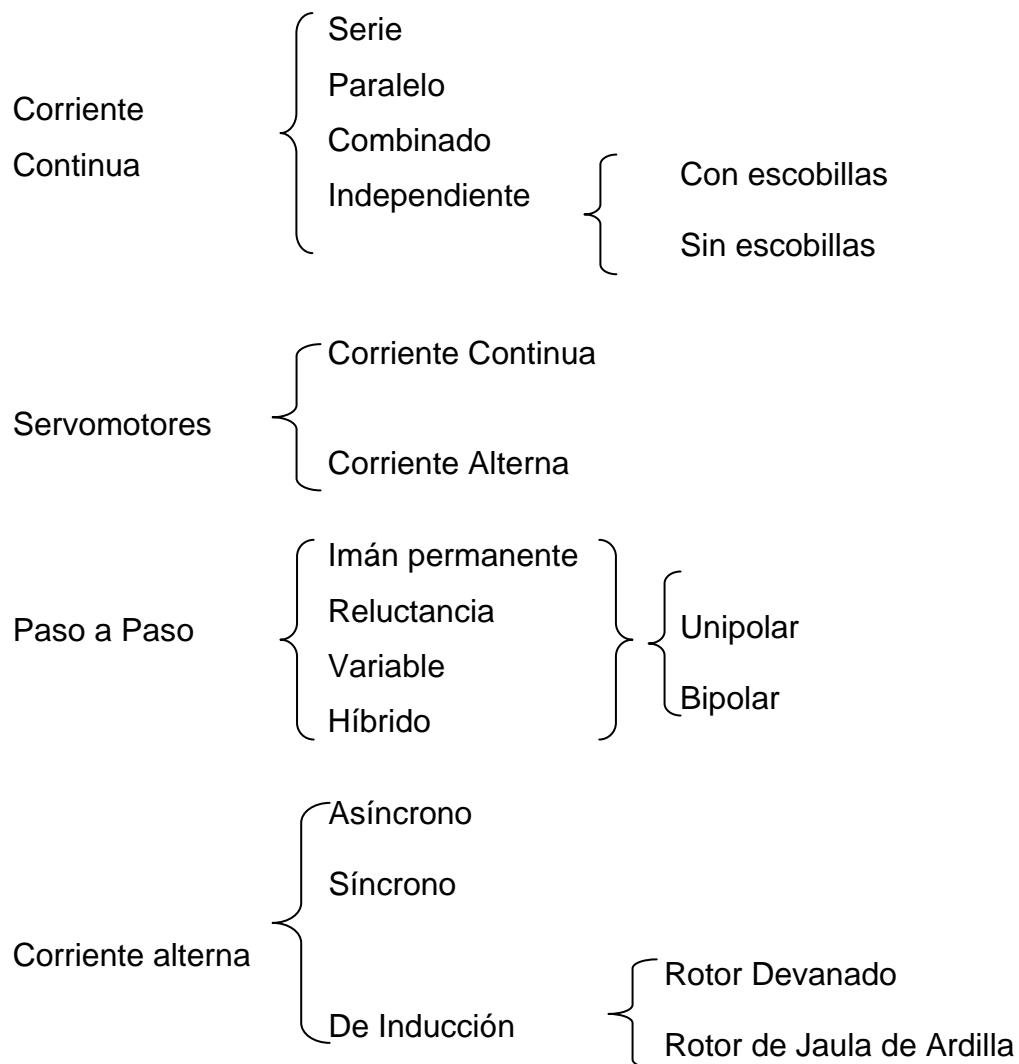 Corriente
Continua
Serie
Paralelo
Combinado
Independiente
Con escobillas
Sin escobillas
Servomotores
Corriente Continua
Corriente Alterna
Paso a Paso
Imán permanente
Reluctancia
Variable
Híbrido
Unipolar
Bipolar
Corriente alterna
Asíncrono
Síncrono
De Inducción
Rotor Devanado
Rotor de Jaula de Ardilla